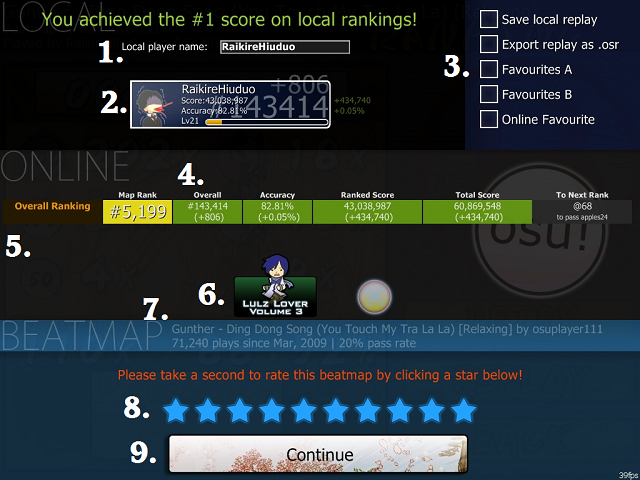 LOCAL
You achieved the #1 score on local rankings!
1. Local player name: RaikireHiuduo
2.
RaikireHiuduo
Score:43,038,987
Accuracy:82.81%
Lv21
+806
#143414
+434,740
+0.05%
3.
Save local replay
Export replay as .osr
Favourites A
Favourites B
Online Favourite
ONLINE
4.
Map Rank Overall Accuracy Ranked Score Total Score To Next Rank
Overall Ranking #5,199 #143,414 82.81% 43,038,987 60,869,548 @68
(+806) (+0.05%) (+434,740) (+434,740) to pass apples24
osu!
5.
6.
LULZ LOVER
VOLUME 3
7.
BEATMAP
Gunther - Ding Dong Song (You Touch My Tra La La) [Relaxing] by osuplayer111
71,240 plays since Mar, 2009 | 20% pass rate
Please take a second to rate this beatmap by clicking a star below!
8.
9. Continue
39fps